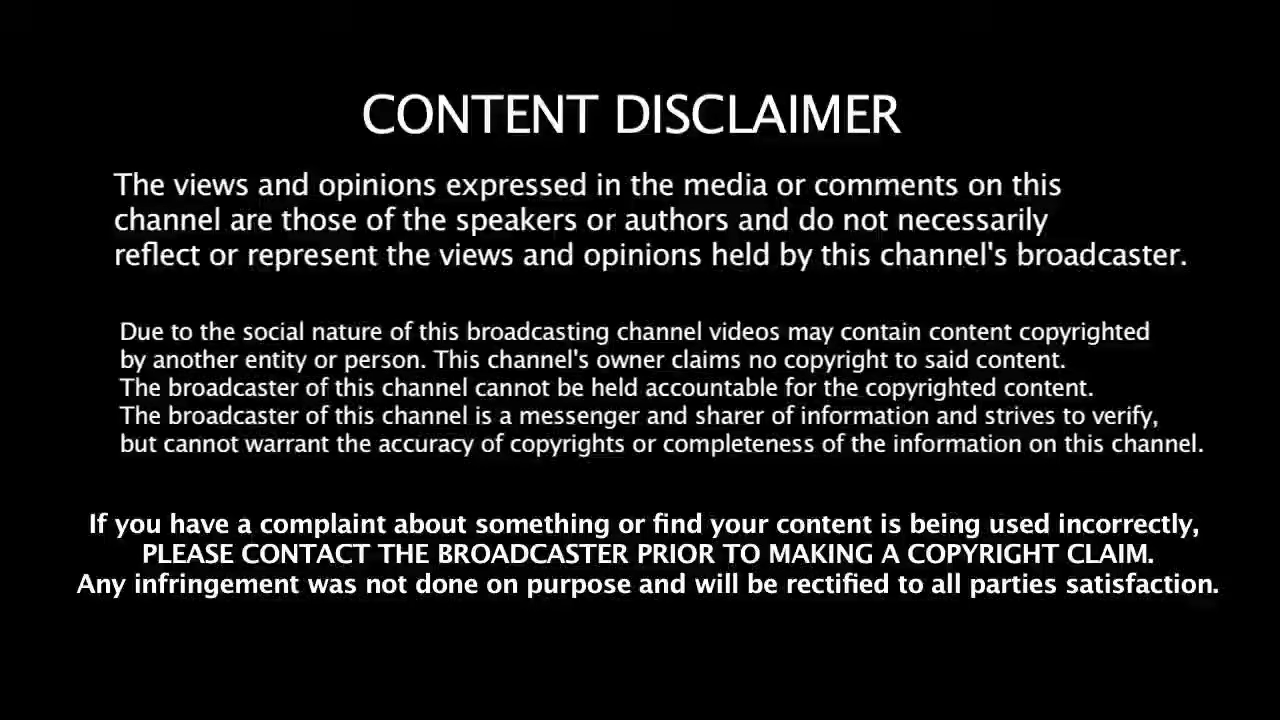 CONTENT DISCLAIMER
The views and opinions expressed in the media or comments on this
channel are those of the speakers or authors and do not necessarily
reflect or represent the views and opinions held by this channel's broadcaster.
Due to the social nature of this broadcasting channel videos may contain content copyrighted
by another entity or person. This channel's owner claims no copyright to said content.
The broadcaster of this channel cannot be held accountable for the copyrighted content.
The broadcaster of this channel is a messenger and sharer of information and strives to verify,
but cannot warrant the accuracy of copyrights or completeness of the information on this channel.
If you have a complaint about something or find your content is being used incorrectly,
PLEASE CONTACT THE BROADCASTER PRIOR TO MAKING A COPYRIGHT CLAIM.
Any infringement was not done on purpose and will be rectified to all parties satisfaction.